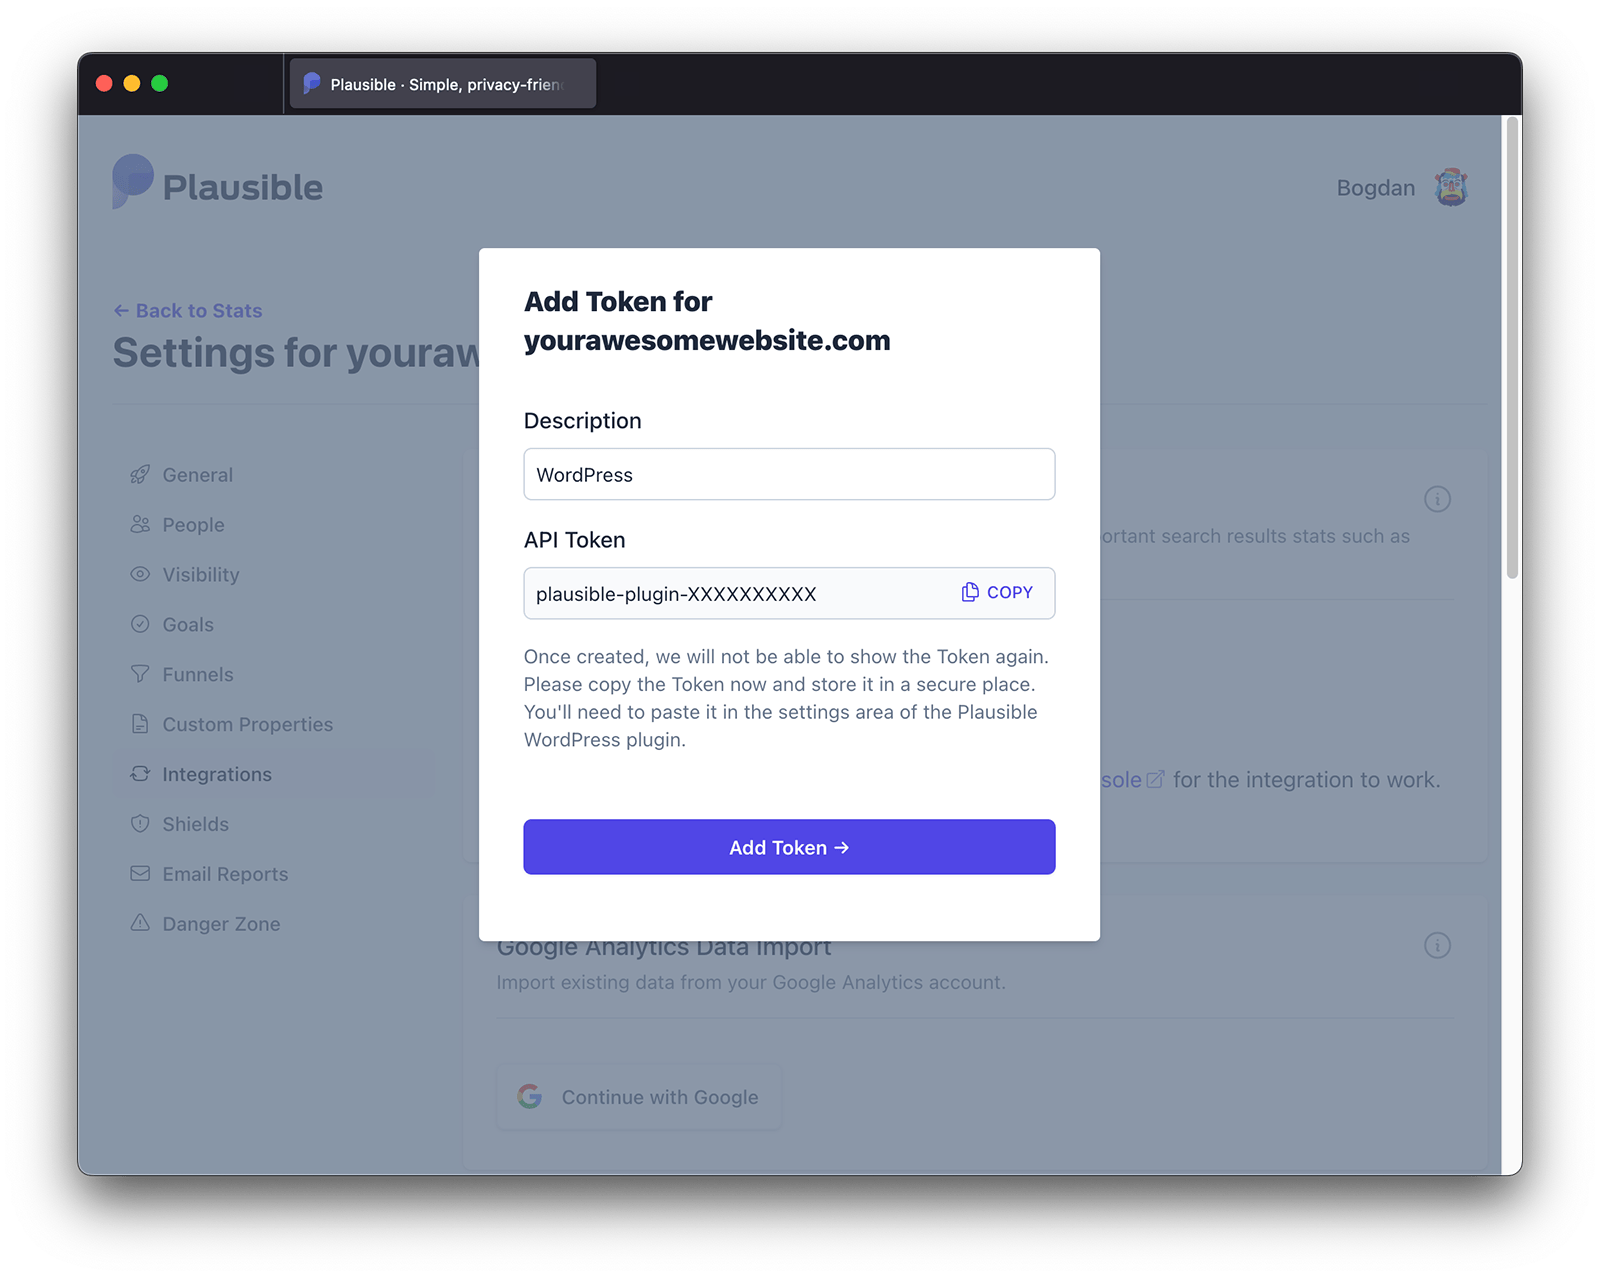 Plausible · Simple, privacy-frien
Plausible
Bogdan
← Back to Stats
Settings for youraw
General
People
Visibility
Goals
Funnels
Custom Properties
Integrations
Shields
Email Reports
Danger Zone
Add Token for
yourawesomewebsite.com
Description
WordPress
API Token
plausible-plugin-XXXXXXXXXX
COPY
Once created, we will not be able to show the Token again.
Please copy the Token now and store it in a secure place.
You'll need to paste it in the settings area of the Plausible
WordPress plugin.
Add Token →
ortant search results stats such as
sole for the integration to work.
Google Analytics Data Import
Import existing data from your Google Analytics account.
Continue with Google